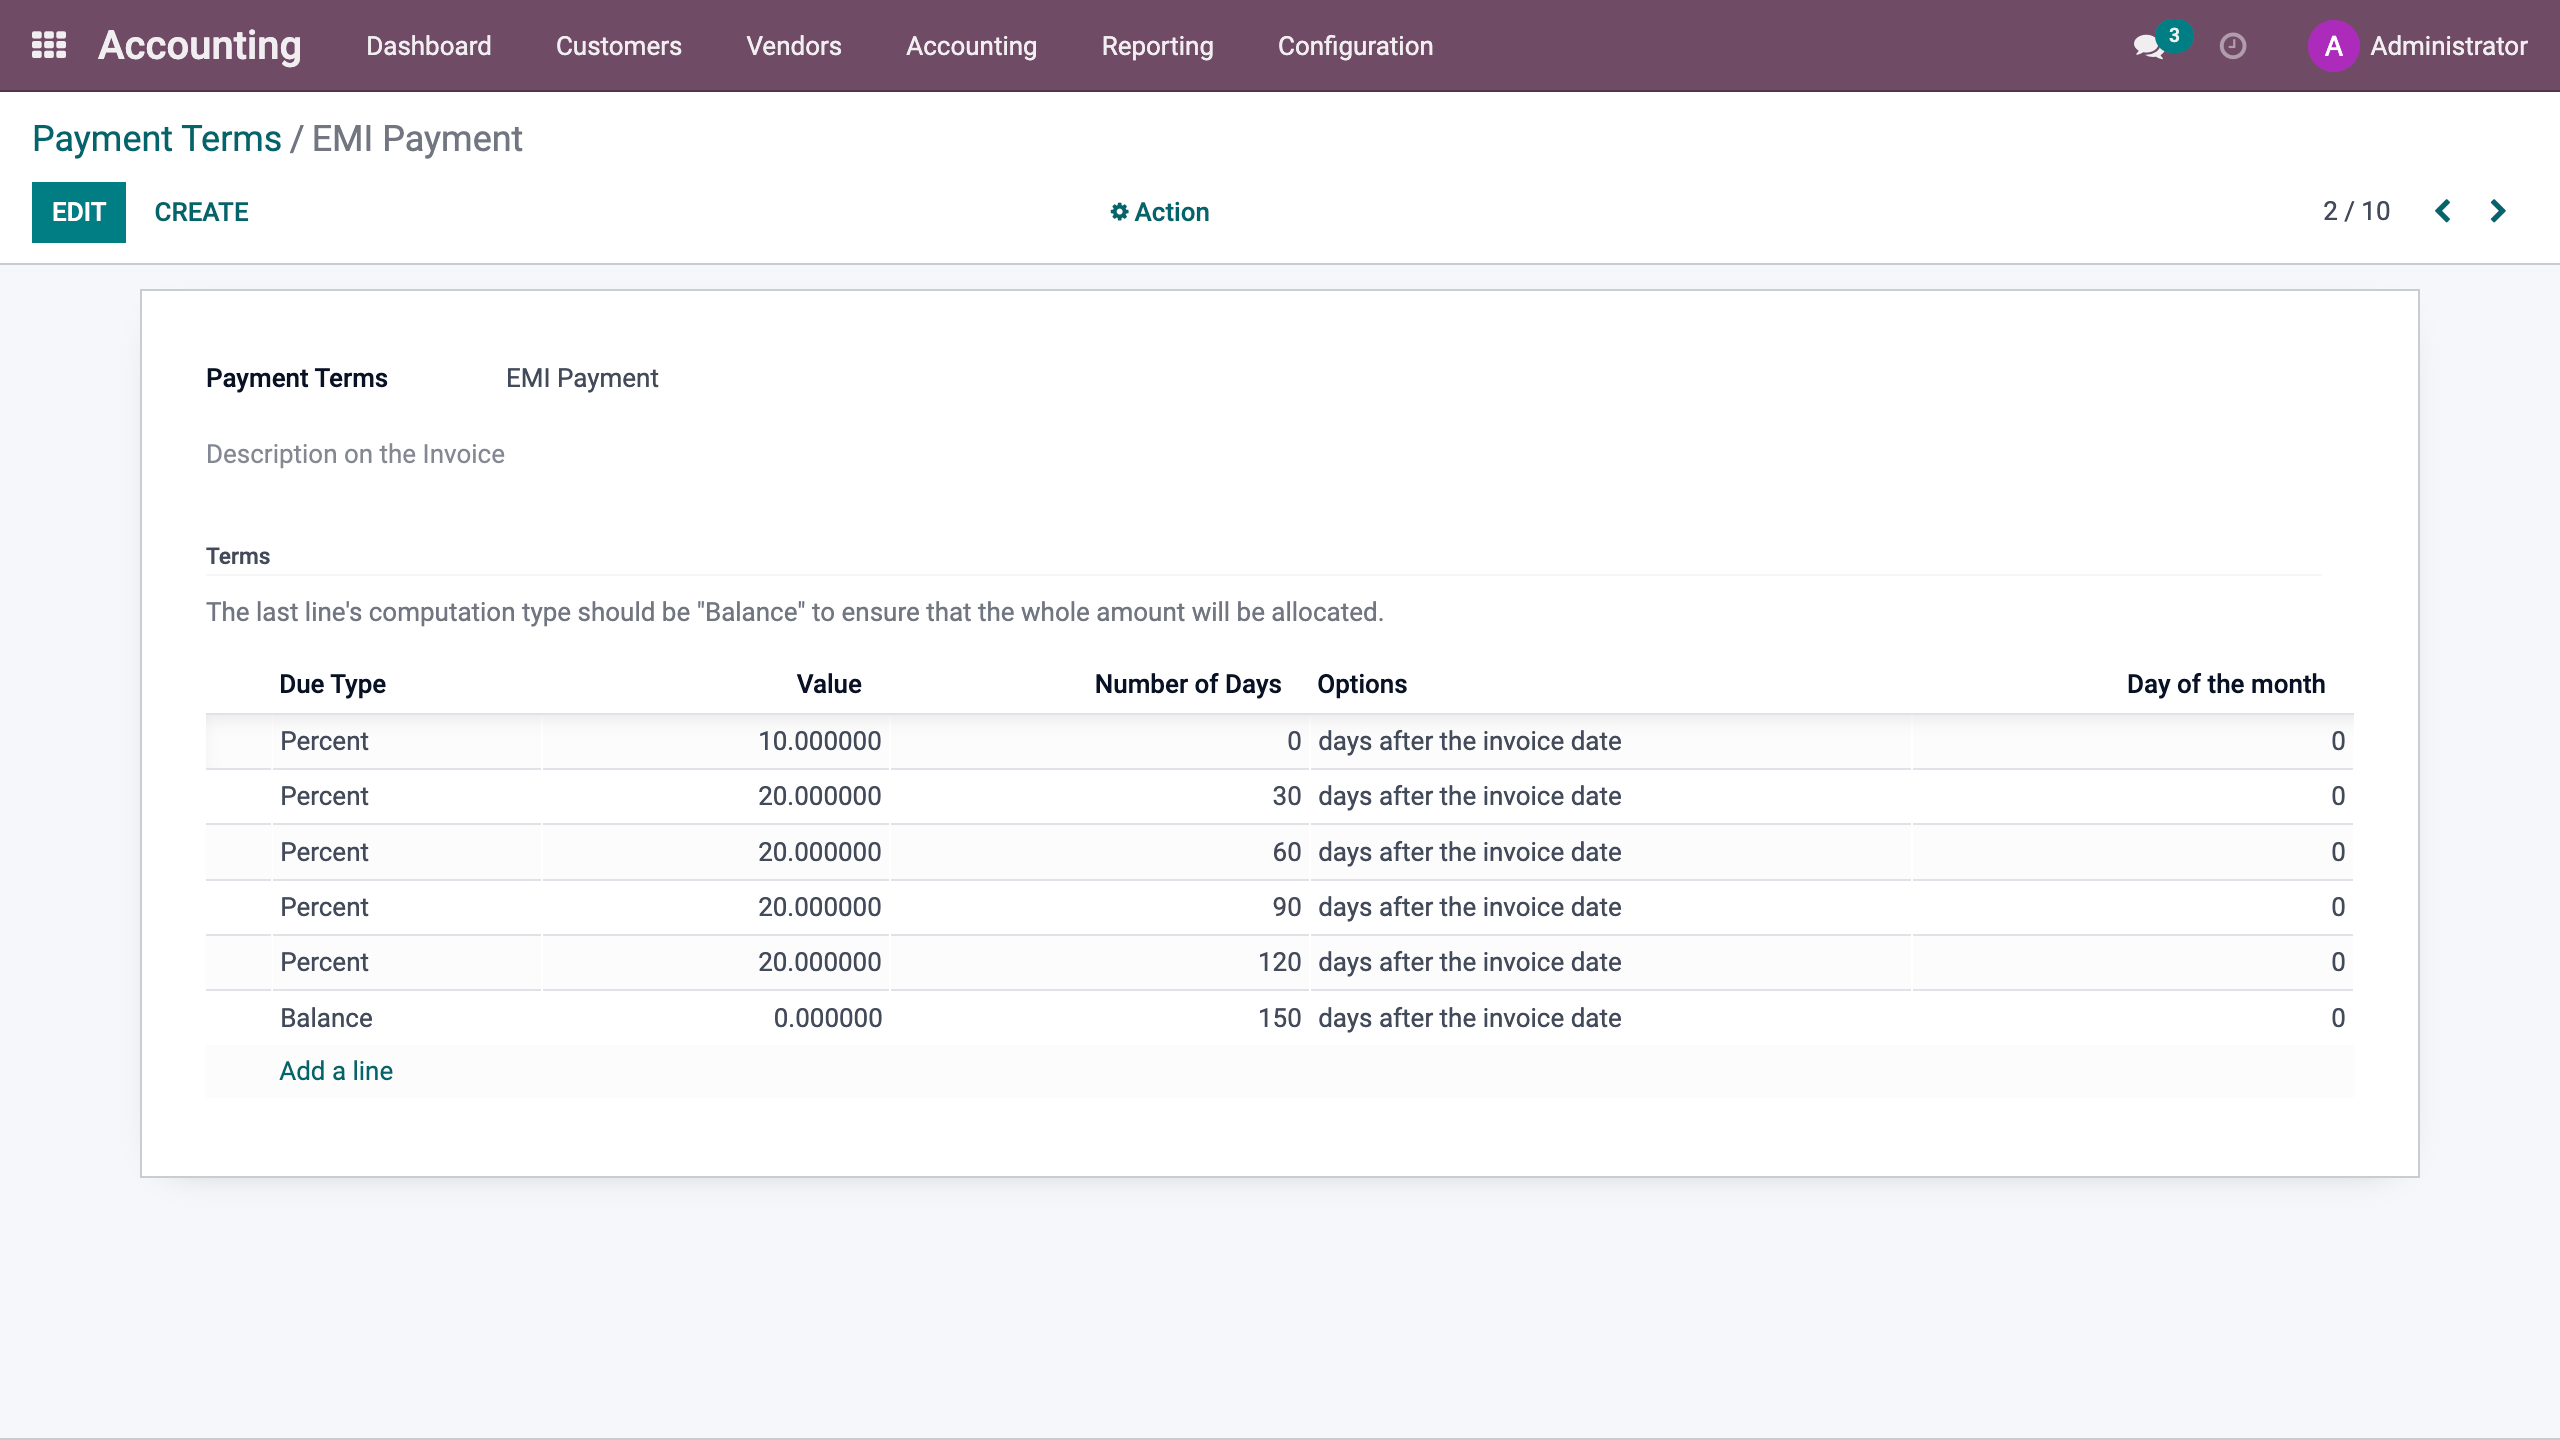 Accounting Dashboard Customers Vendors Accounting Reporting Configuration 3 A Administrator
Payment Terms / EMI Payment
EDIT CREATE Action 2 / 10
Payment Terms EMI Payment
Description on the Invoice
Terms
The last line's computation type should be "Balance" to ensure that the whole amount will be allocated.
Due Type Value Number of Days Options Day of the month
Percent 10.000000 0 days after the invoice date 0
Percent 20.000000 30 days after the invoice date 0
Percent 20.000000 60 days after the invoice date 0
Percent 20.000000 90 days after the invoice date 0
Percent 20.000000 120 days after the invoice date 0
Balance 0.000000 150 days after the invoice date 0
Add a line